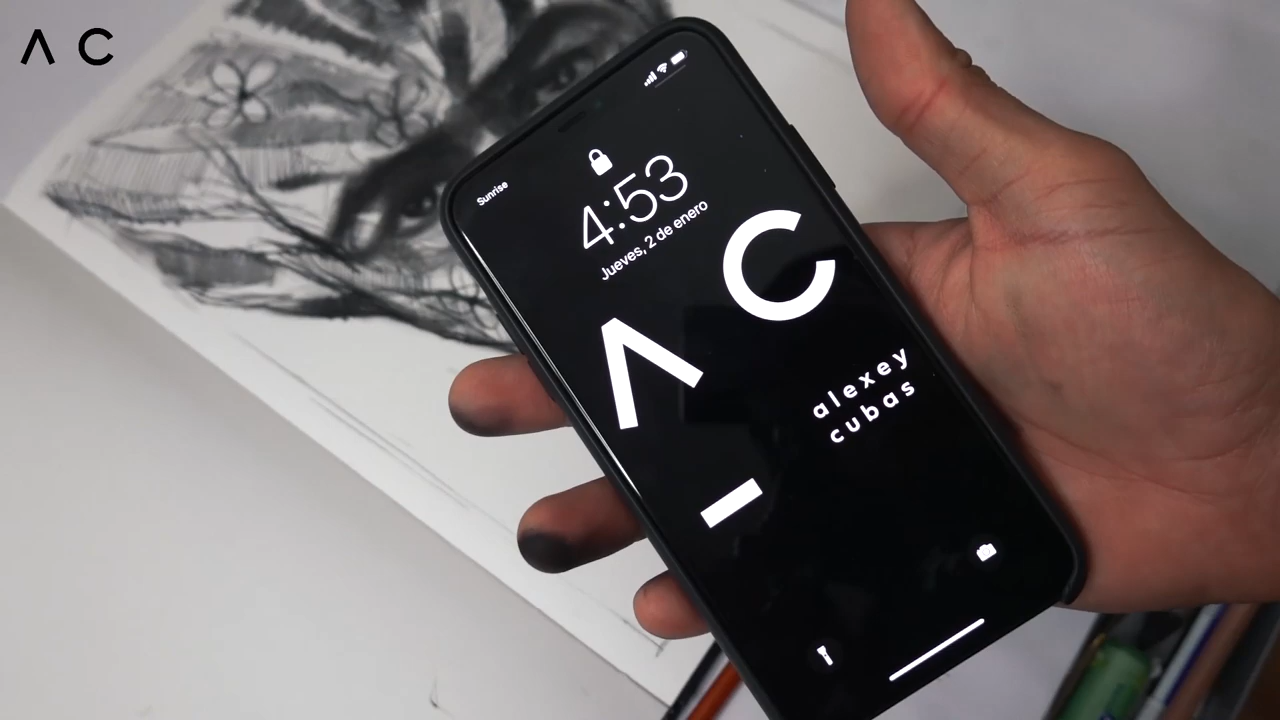 Λ C
Sunrise
4:53
Jueves, 2 de enero
Λ C
alexey
cubas